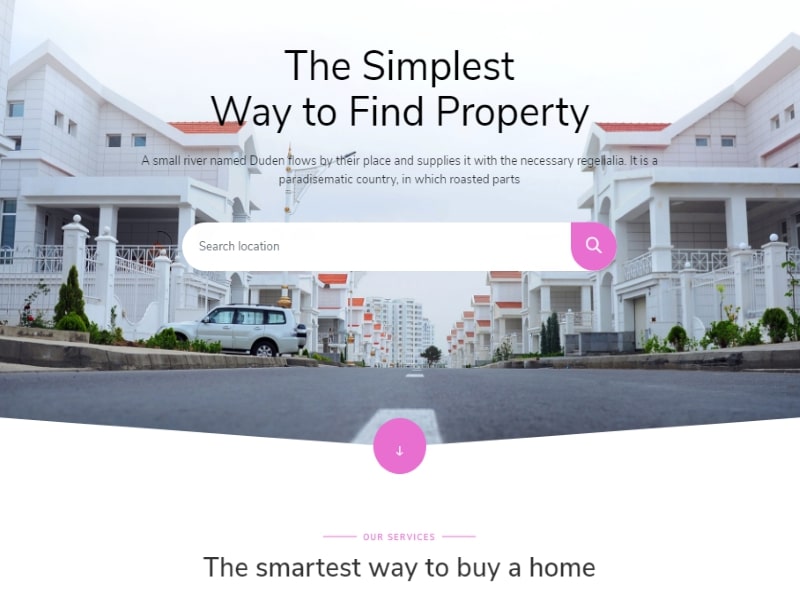 The Simplest
Way to Find Property
A small river named Duden flows by their place and supplies it with the necessary regelialia. It is a
paradisematic country, in which roasted parts
Search location
OUR SERVICES
The smartest way to buy a home